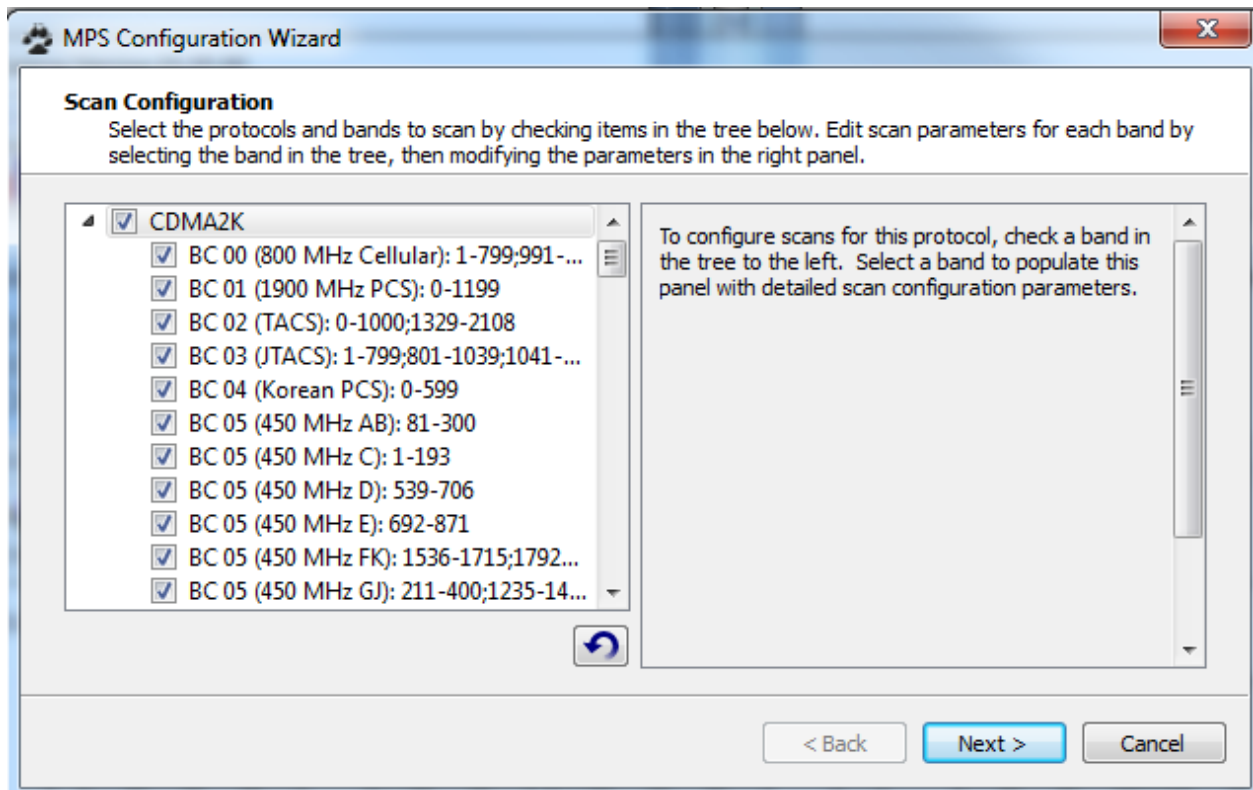 MPS Configuration Wizard
Scan Configuration
Select the protocols and bands to scan by checking items in the tree below. Edit scan parameters for each band by
selecting the band in the tree, then modifying the parameters in the right panel.
CDMA2K
BC 00 (800 MHz Cellular): 1-799;991-...
BC 01 (1900 MHz PCS): 0-1199
BC 02 (TACS): 0-1000;1329-2108
BC 03 (JTACS): 1-799;801-1039;1041-...
BC 04 (Korean PCS): 0-599
BC 05 (450 MHz AB): 81-300
BC 05 (450 MHz C): 1-193
BC 05 (450 MHz D): 539-706
BC 05 (450 MHz E): 692-871
BC 05 (450 MHz FK): 1536-1715;1792...
BC 05 (450 MHz GJ): 211-400;1235-14...
To configure scans for this protocol, check a band in
the tree to the left. Select a band to populate this
panel with detailed scan configuration parameters.
< Back
Next >
Cancel